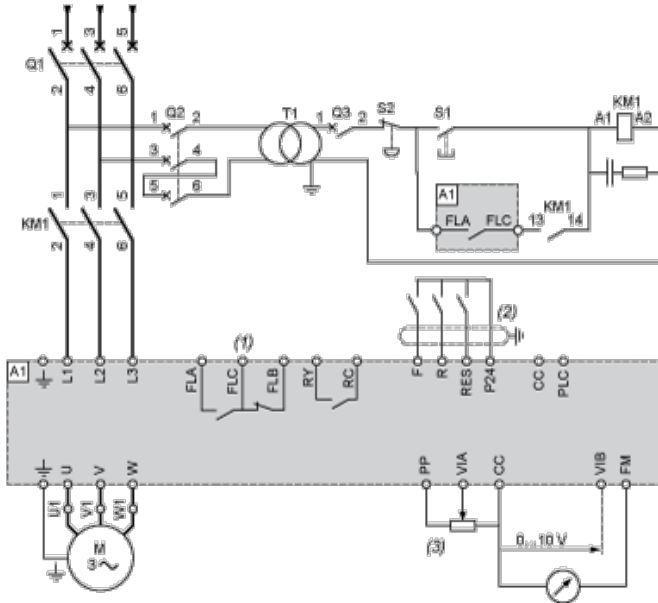 1 3 5
Q1
2 4 6
1 Q2 2
3 4
5 6
T1
1 Q3 2
S2
S1
KM1
A1 A2
A1
FLA FLC
KM1
13 14
1 3 5
KM1
2 4 6
(1)
(2)
A1
L1 L2 L3
FLA FLC FLB RY RC
F R RES P24 CC PLC
U V W
PP VIA CC VIB FM
U1 V1 W1
M
3
(3)
0...10 V